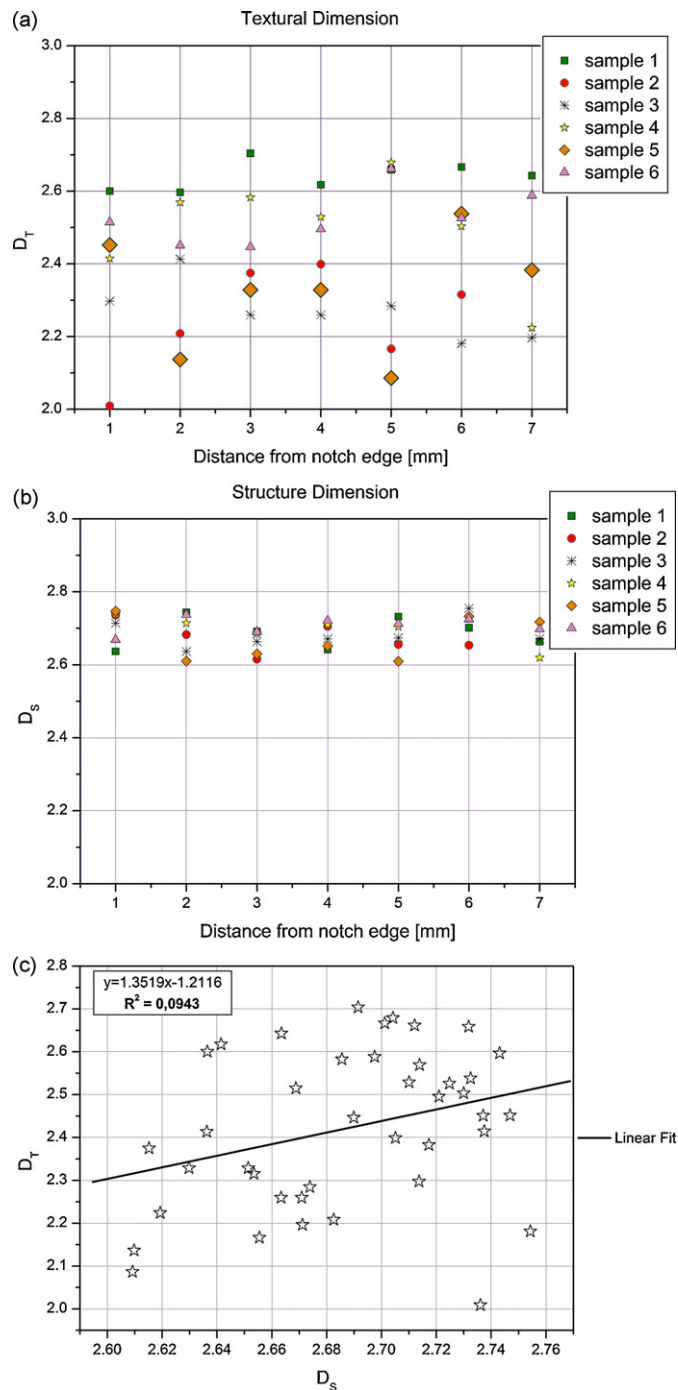 (a)
Textural Dimension
3.0
2.8
2.6
2.4
2.2
2.0
D_T
1 2 3 4 5 6 7
Distance from notch edge [mm]
sample 1
sample 2
sample 3
sample 4
sample 5
sample 6
(b)
Structure Dimension
3.0
2.8
2.6
2.4
2.2
2.0
D_S
1 2 3 4 5 6 7
Distance from notch edge [mm]
sample 1
sample 2
sample 3
sample 4
sample 5
sample 6
(c)
y=1.3519x-1.2116
R² = 0,0943
2.8
2.7
2.6
2.5
2.4
2.3
2.2
2.1
2.0
D_T
Linear Fit
2.60 2.62 2.64 2.66 2.68 2.70 2.72 2.74 2.76
D_S